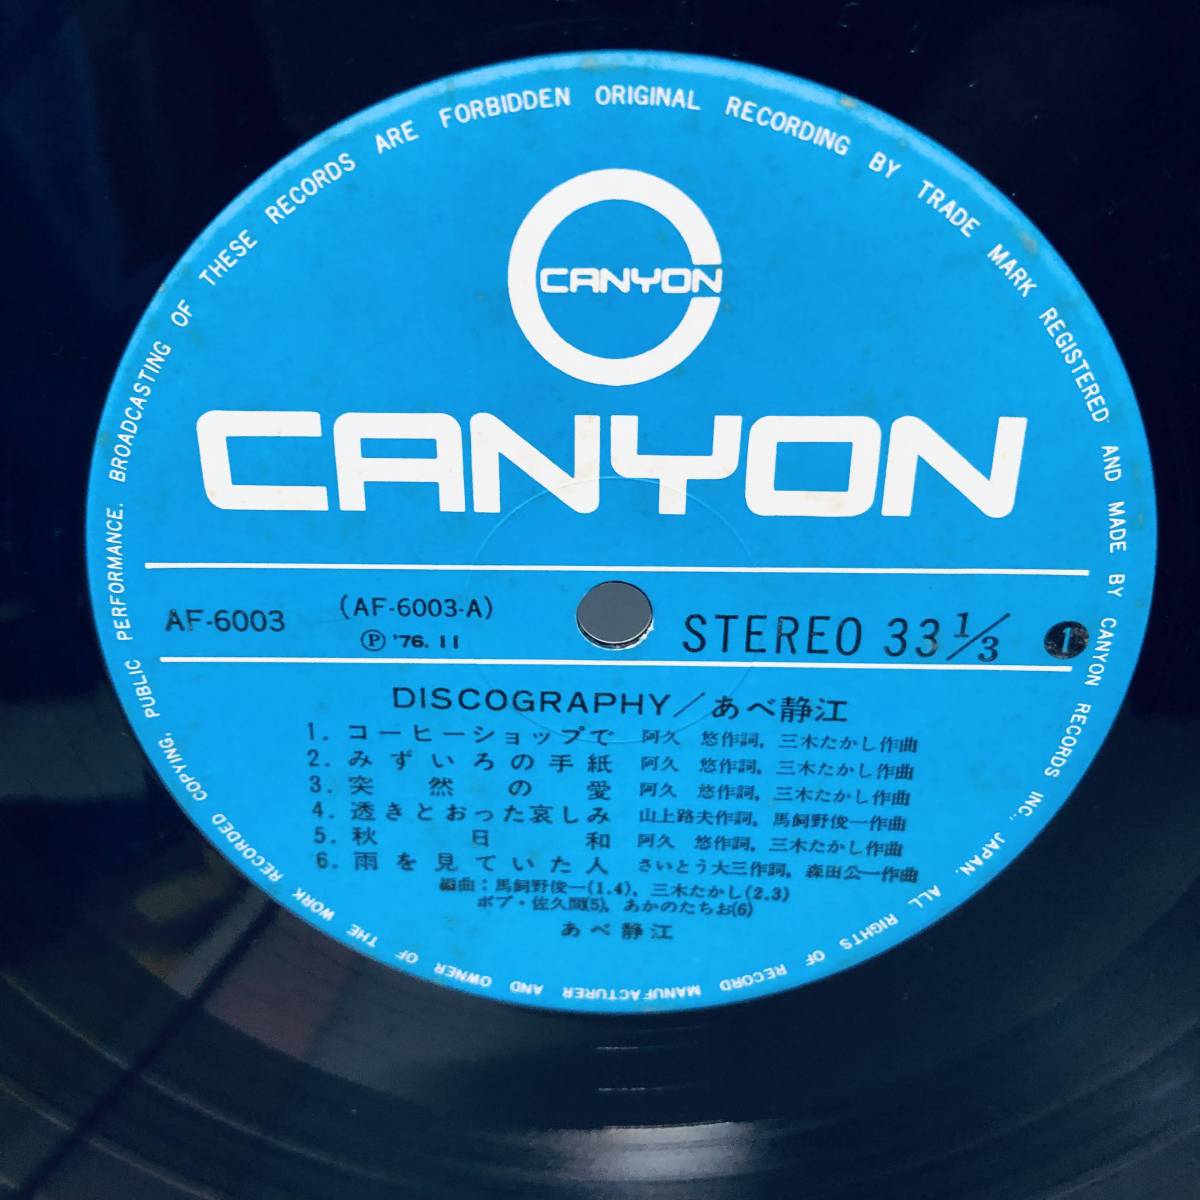 CANYON
CANYON
AF-6003
(AF-6003-A)
Ⓟ '76. 11
STEREO 33 1/3
1
DISCOGRAPHY/あべ静江
1. コーヒーショップで 阿久 悠作詞, 三木たかし作曲
2. みずいろの手紙 阿久 悠作詞, 三木たかし作曲
3. 突然の愛 阿久 悠作詞, 三木たかし作曲
4. 透きとおった哀しみ 山上路夫作詞, 馬飼野俊一作曲
5. 秋日和 阿久 悠作詞, 三木たかし作曲
6. 雨を見ていた人 さいとう大三作詞, 森田公一作曲
編曲:馬飼野俊一(1.4), 三木たかし(2.3)
ボブ・佐久間(5), あかのたちお(6)
あべ静江
ALL RIGHTS OF RECORD MANUFACTURER AND OWNER OF THE WORK RECORDED COPYING, PUBLIC PERFORMANCE. BROADCASTING OF THESE RECORDS ARE FORBIDDEN ORIGINAL RECORDING BY TRADE MARK REGISTERED AND MADE BY CANYON RECORDS INC., JAPAN.